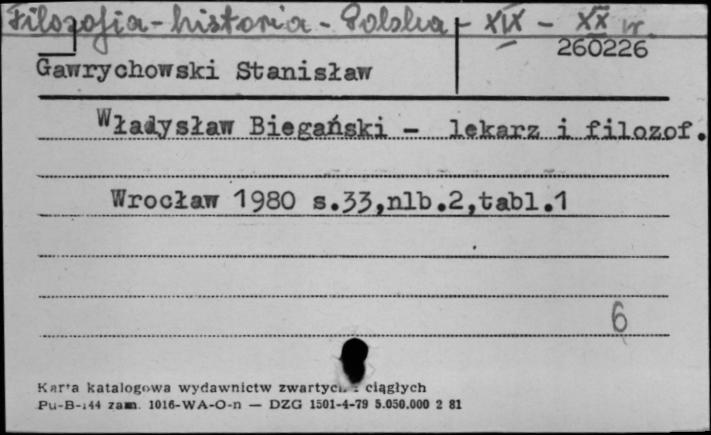 Filozofia - historia - Polska - XIX - XX w.
260226
Gawrychowski Stanisław
Władysław Biegański - lekarz i filozof.
Wrocław 1980 s.33,nlb.2,tabl.1
6
Karta katalogowa wydawnictw zwartych i ciągłych
Pu-B-144 zam. 1016-WA-O-n — DZG 1501-4-79 5.050.000 2 81